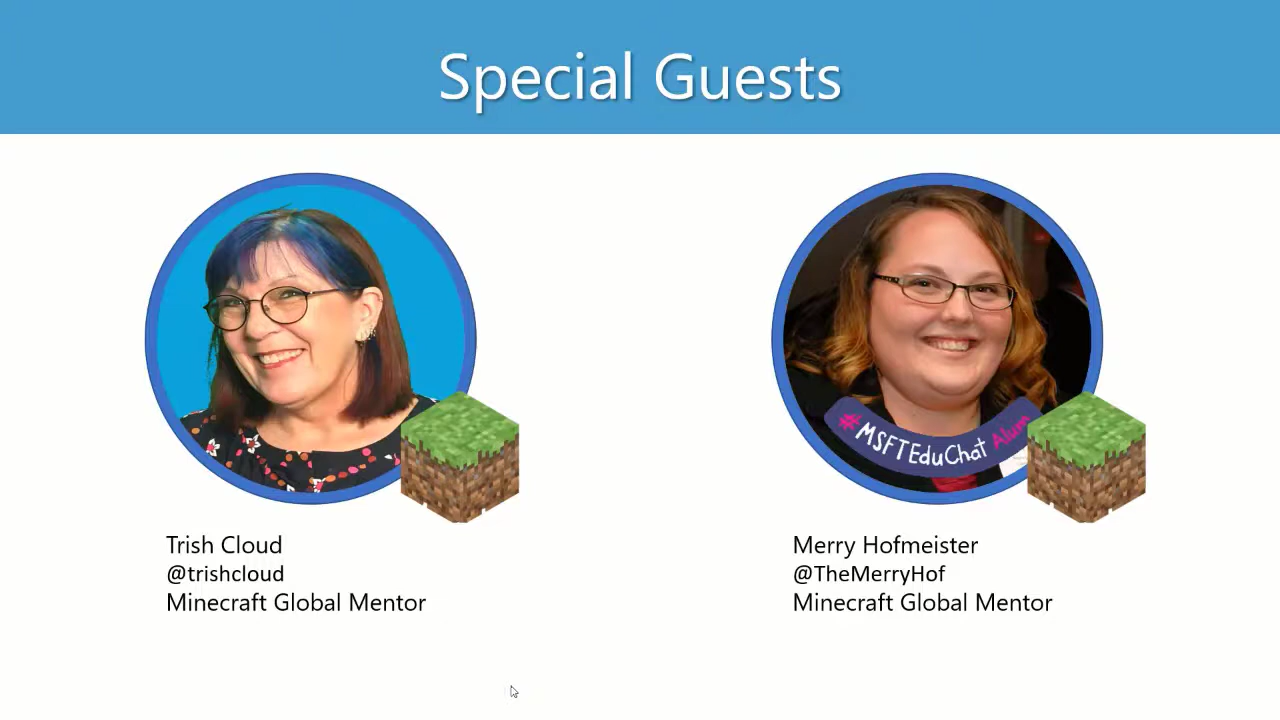 Special Guests
#MSFTEduChat Alum
Trish Cloud
@trishcloud
Minecraft Global Mentor
Merry Hofmeister
@TheMerryHof
Minecraft Global Mentor